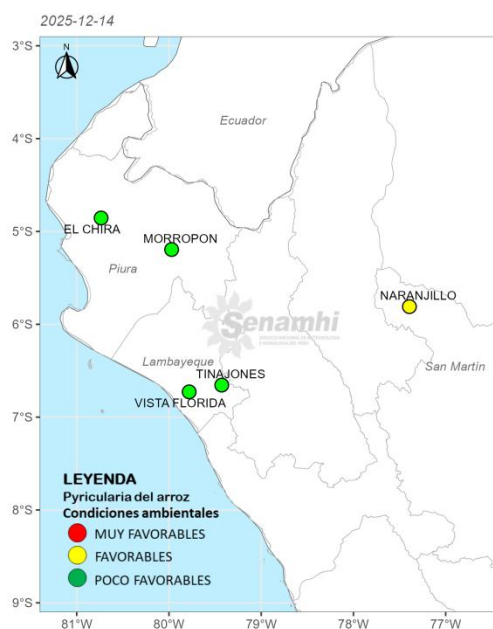 2025-12-14
3°S
N
Ecuador
4°S
5°S
EL CHIRA
MORROPON
Piura
NARANJILLO
6°S
Senamhi
San Martín
Lambayeque
TINAJONES
VISTA FLORIDA
7°S
LEYENDA
Pyricularia del arroz
Condiciones ambientales
MUY FAVORABLES
FAVORABLES
POCO FAVORABLES
8°S
9°S
81°W 80°W 79°W 78°W 77°W